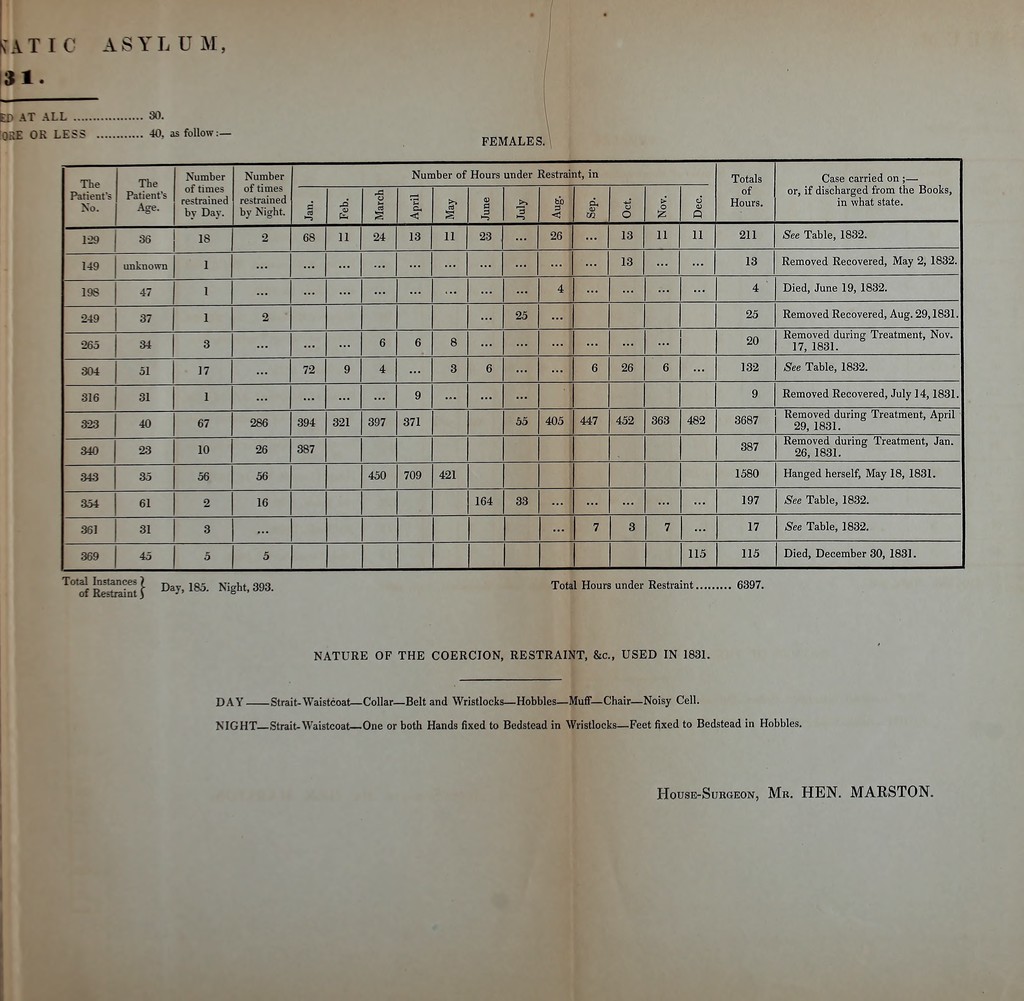 ATIC ASYLUM,
31.
ED AT ALL .................. 30.
ORE OR LESS ............ 40, as follow:—
FEMALES.
The Patient's No. | The Patient's Age. | Number of times restrained by Day. | Number of times restrained by Night. | Number of Hours under Restraint, in | Totals of Hours. | Case carried on ;— or, if discharged from the Books, in what state.
Jan. | Feb. | March | April | May | June | July | Aug. | Sep. | Oct. | Nov. | Dec.
129 | 36 | 18 | 2 | 68 | 11 | 24 | 13 | 11 | 23 | ... | 26 | ... | 13 | 11 | 11 | 211 | See Table, 1832.
149 | unknown | 1 | ... | ... | ... | ... | ... | ... | ... | ... | ... | ... | 13 | ... | ... | 13 | Removed Recovered, May 2, 1832.
198 | 47 | 1 | ... | ... | ... | ... | ... | ... | ... | ... | 4 | ... | ... | ... | ... | 4 | Died, June 19, 1832.
249 | 37 | 1 | 2 | | | | | | ... | 25 | ... | | | | | 25 | Removed Recovered, Aug. 29, 1831.
265 | 34 | 3 | ... | ... | ... | 6 | 6 | 8 | ... | ... | ... | ... | ... | ... | | 20 | Removed during Treatment, Nov. 17, 1831.
304 | 51 | 17 | ... | 72 | 9 | 4 | ... | 3 | 6 | ... | ... | 6 | 26 | 6 | ... | 132 | See Table, 1832.
316 | 31 | 1 | ... | ... | ... | ... | 9 | ... | ... | ... | | | | | | 9 | Removed Recovered, July 14, 1831.
323 | 40 | 67 | 286 | 394 | 321 | 397 | 371 | | | 55 | 405 | 447 | 452 | 363 | 482 | 3687 | Removed during Treatment, April 29, 1831.
340 | 23 | 10 | 26 | 387 | | | | | | | | | | | | 387 | Removed during Treatment, Jan. 26, 1831.
343 | 35 | 56 | 56 | | | 450 | 709 | 421 | | | | | | | | 1580 | Hanged herself, May 18, 1831.
354 | 61 | 2 | 16 | | | | | | 164 | 33 | ... | ... | ... | ... | ... | 197 | See Table, 1832.
361 | 31 | 3 | ... | | | | | | | | ... | 7 | 3 | 7 | ... | 17 | See Table, 1832.
369 | 45 | 5 | 5 | | | | | | | | | | | | 115 | 115 | Died, December 30, 1831.
Total Instances of Restraint } Day, 185. Night, 393.
Total Hours under Restraint......... 6397.
NATURE OF THE COERCION, RESTRAINT, &c., USED IN 1831.
DAY——Strait-Waistcoat—Collar—Belt and Wristlocks—Hobbles—Muff—Chair—Noisy Cell.
NIGHT—Strait-Waistcoat—One or both Hands fixed to Bedstead in Wristlocks—Feet fixed to Bedstead in Hobbles.
House-Surgeon, Mr. HEN. MARSTON.